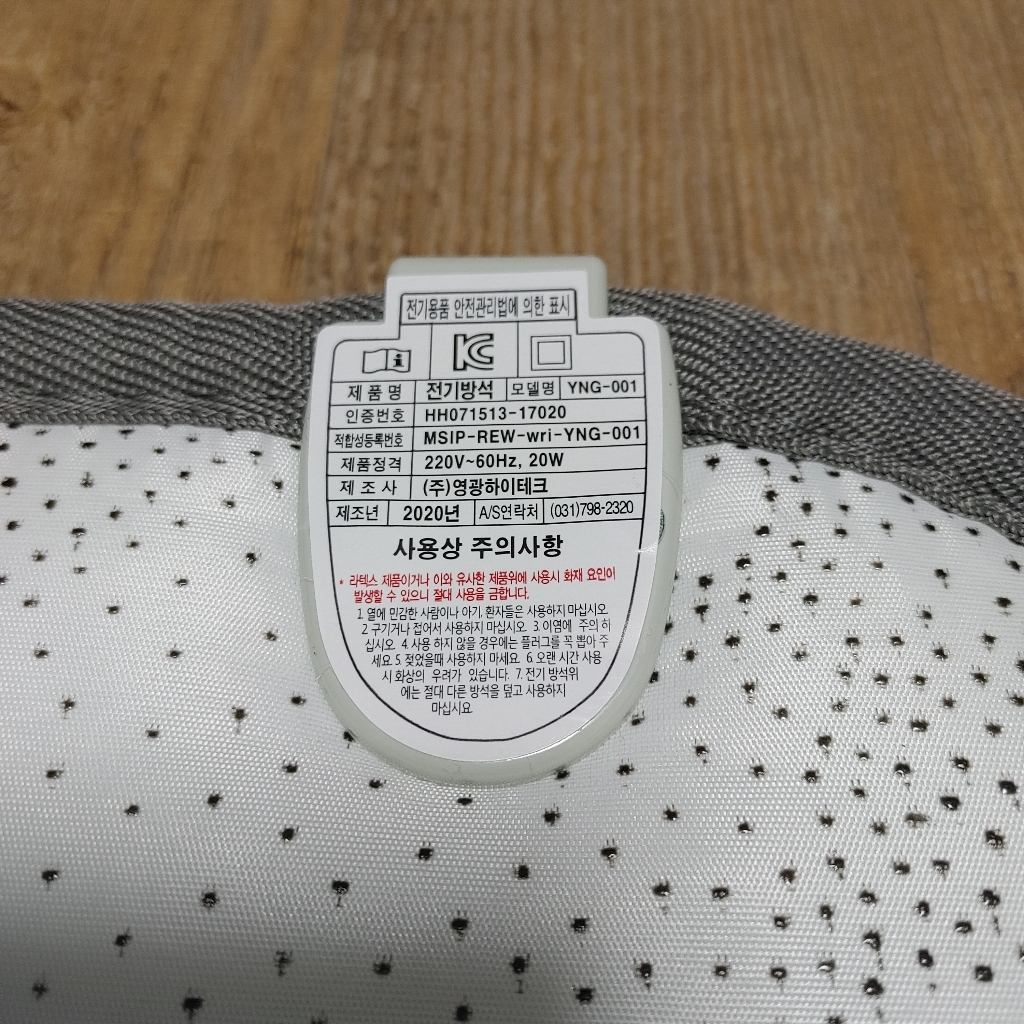 전기용품 안전관리법에 의한 표시
제 품 명 전기방석 모델명 YNG-001
인증번호 HH071513-17020
적합성등록번호 MSIP-REW-wri-YNG-001
제품정격 220V~60Hz, 20W
제 조 사 (주)영광하이테크
제조년 2020년 A/S연락처 (031)798-2320
사용상 주의사항
* 라텍스 제품이거나 이와 유사한 제품위에 사용시 화재 요인이
발생할 수 있으니 절대 사용을 금합니다.
1. 열에 민감한 사람이나 아기, 환자들은 사용하지 마십시오.
2. 구기거나 접어서 사용하지 마십시오. 3. 이염에 주의 하
십시오. 4. 사용 하지 않을 경우에는 플러그를 꼭 뽑아 주
세요. 5. 젖었을때 사용하지 마세요. 6. 오랜 시간 사용
시 화상의 우려가 있습니다. 7. 전기 방석위
에는 절대 다른 방석을 덮고 사용하지
마십시요.